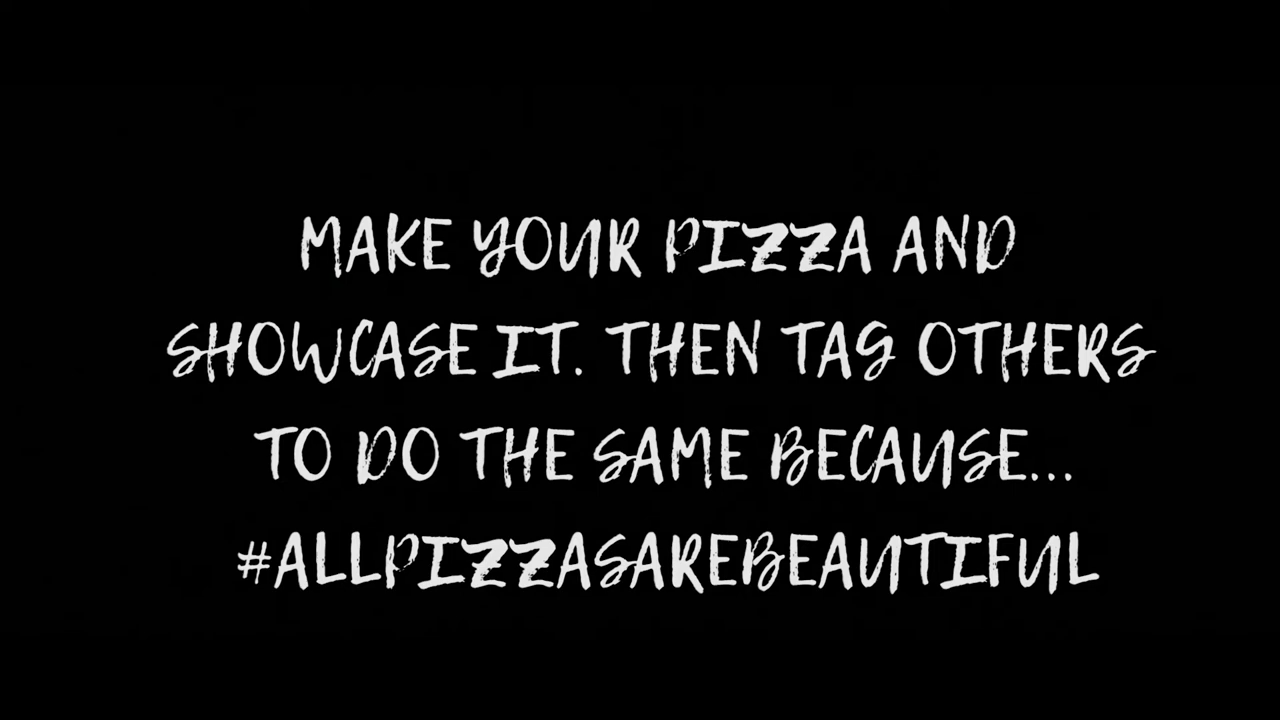 MAKE YOUR PIZZA AND
SHOWCASE IT. THEN TAG OTHERS
TO DO THE SAME BECAUSE...
#ALLPIZZASAREBEAUTIFUL